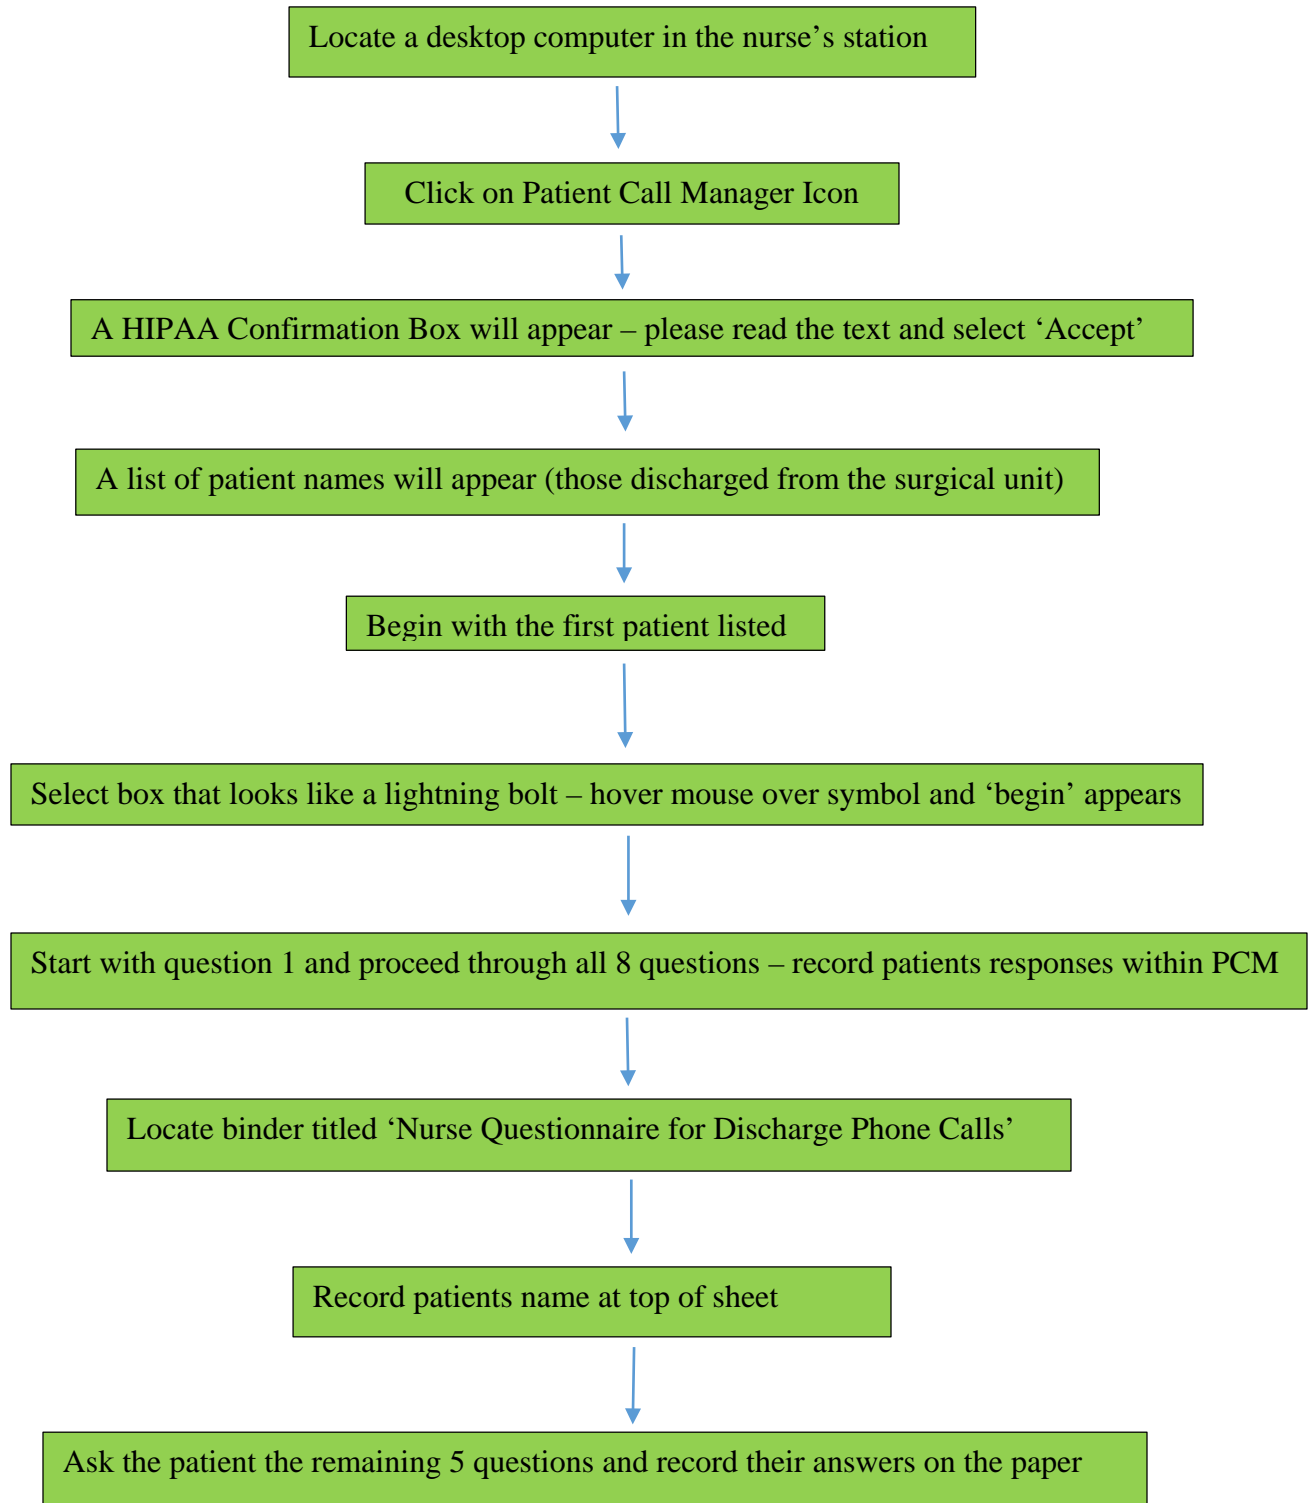 Locate a desktop computer in the nurse’s station
Click on Patient Call Manager Icon
A HIPAA Confirmation Box will appear – please read the text and select ‘Accept’
A list of patient names will appear (those discharged from the surgical unit)
Begin with the first patient listed
Select box that looks like a lightning bolt – hover mouse over symbol and ‘begin’ appears
Start with question 1 and proceed through all 8 questions – record patients responses within PCM
Locate binder titled ‘Nurse Questionnaire for Discharge Phone Calls’
Record patients name at top of sheet
Ask the patient the remaining 5 questions and record their answers on the paper